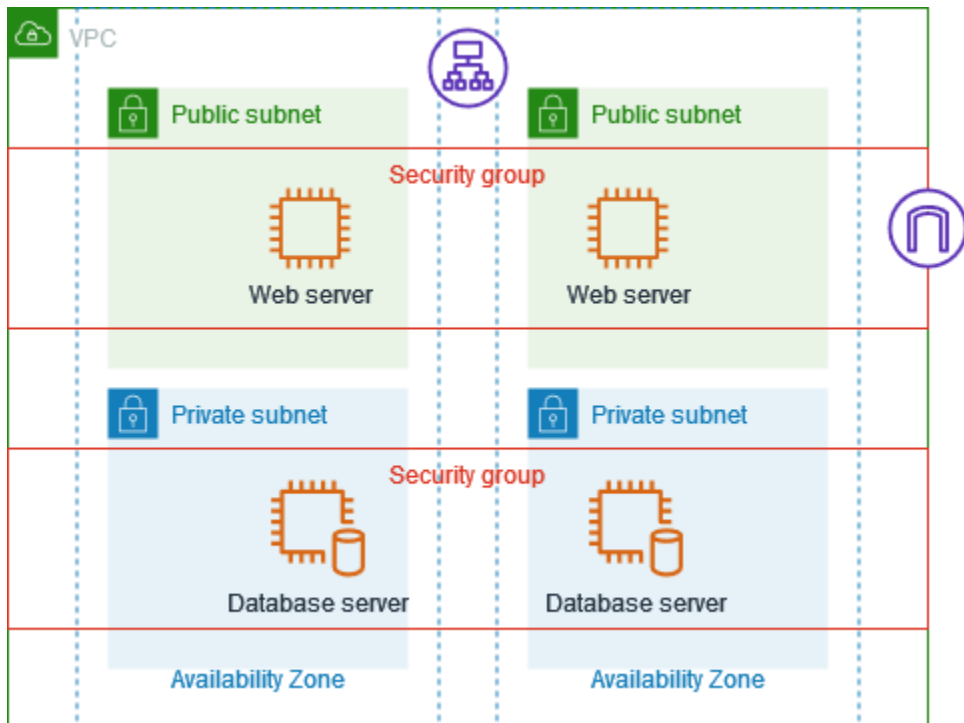 VPC
Public subnet
Public subnet
Security group
Web server
Web server
Private subnet
Private subnet
Security group
Database server
Database server
Availability Zone
Availability Zone